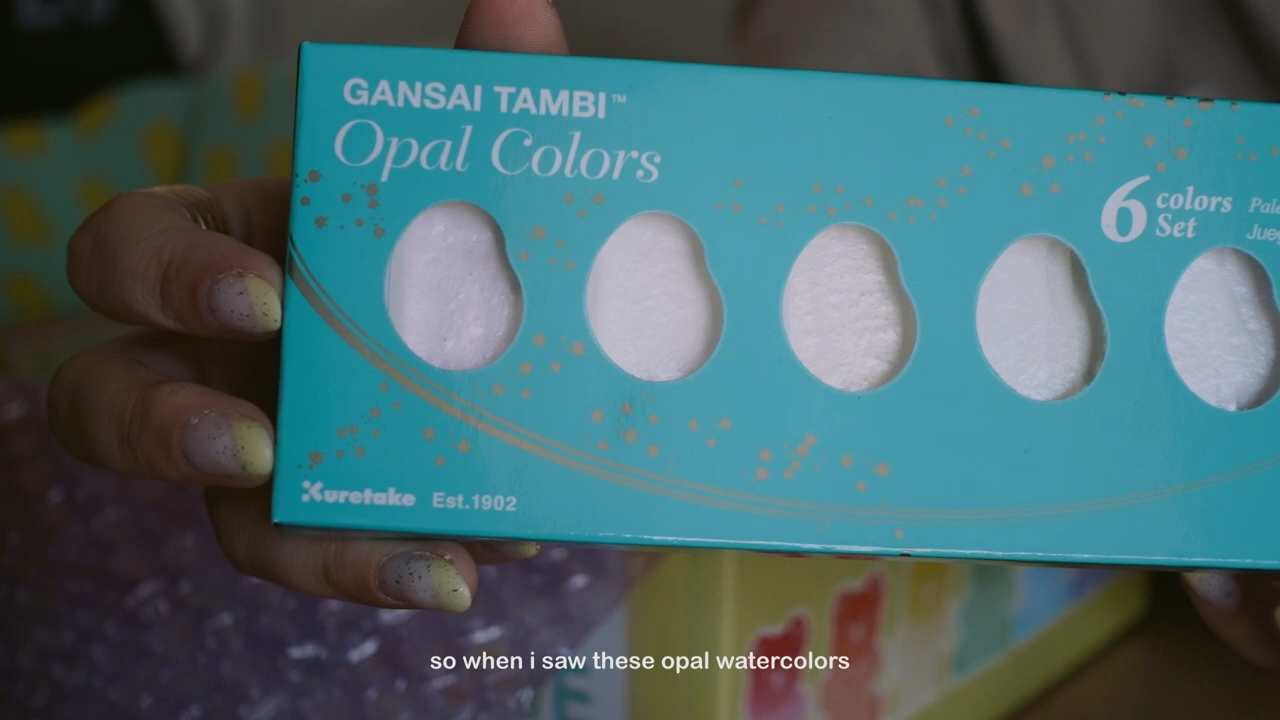 GANSAI TAMBI™
Opal Colors
6 colors Set
Kuretake Est.1902
so when i saw these opal watercolors